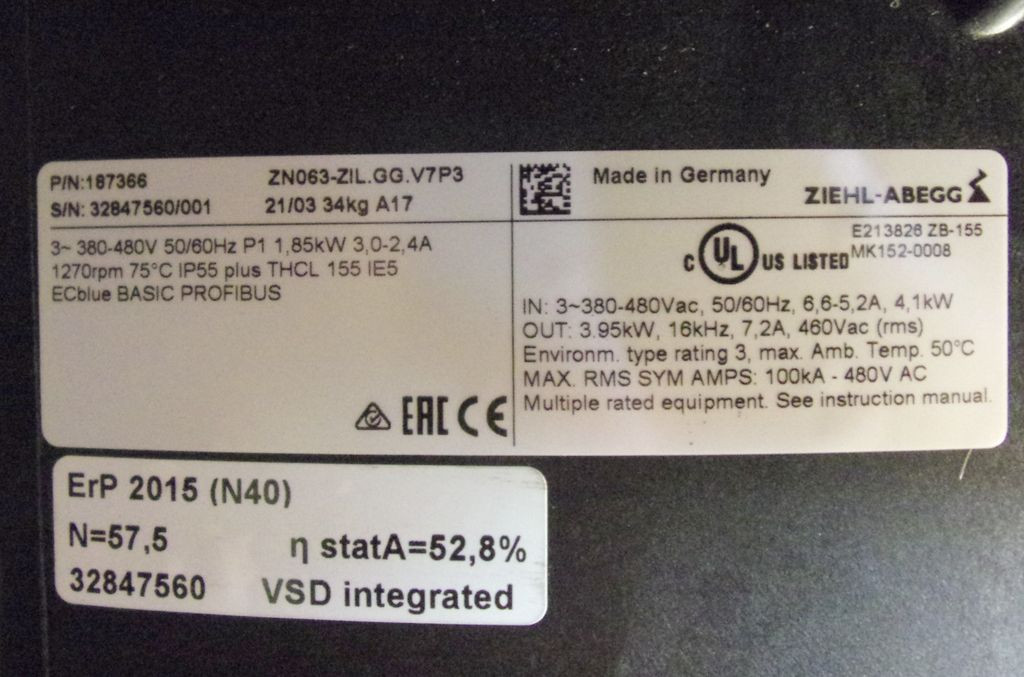 P/N:187366 ZN063-ZIL.GG.V7P3
S/N: 32847560/001 21/03 34kg A17
3~ 380-480V 50/60Hz P1 1,85kW 3,0-2,4A
1270rpm 75°C IP55 plus THCL 155 IE5
ECblue BASIC PROFIBUS
EAC CE
Made in Germany
ZIEHL-ABEGG
c UL US LISTED
E213826 ZB-155
MK152-0008
IN: 3~380-480Vac, 50/60Hz, 6,6-5,2A, 4,1kW
OUT: 3.95kW, 16kHz, 7,2A, 460Vac (rms)
Environm. type rating 3, max. Amb. Temp. 50°C
MAX. RMS SYM AMPS: 100kA - 480V AC
Multiple rated equipment. See instruction manual.
ErP 2015 (N40)
N=57,5 η statA=52,8%
32847560 VSD integrated